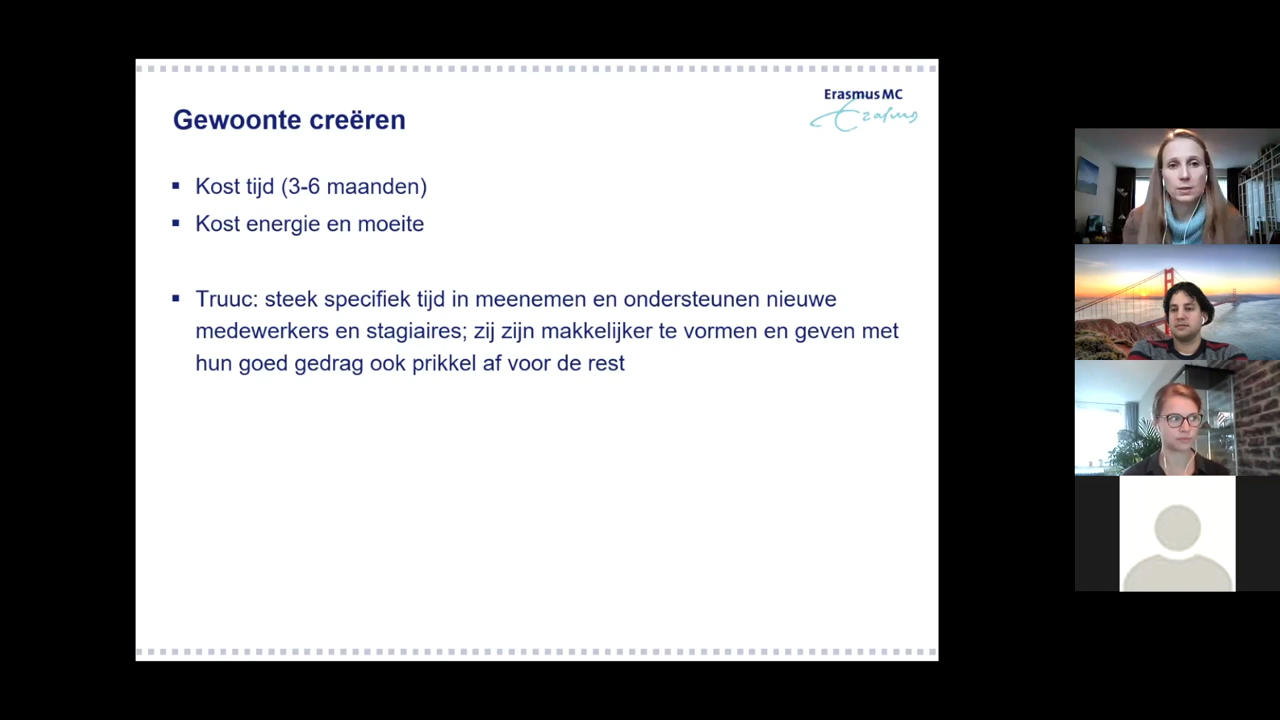 Erasmus MC
Erasmus
Gewoonte creëren
▪ Kost tijd (3-6 maanden)
▪ Kost energie en moeite
▪ Truuc: steek specifiek tijd in meenemen en ondersteunen nieuwe
medewerkers en stagiaires; zij zijn makkelijker te vormen en geven met
hun goed gedrag ook prikkel af voor de rest